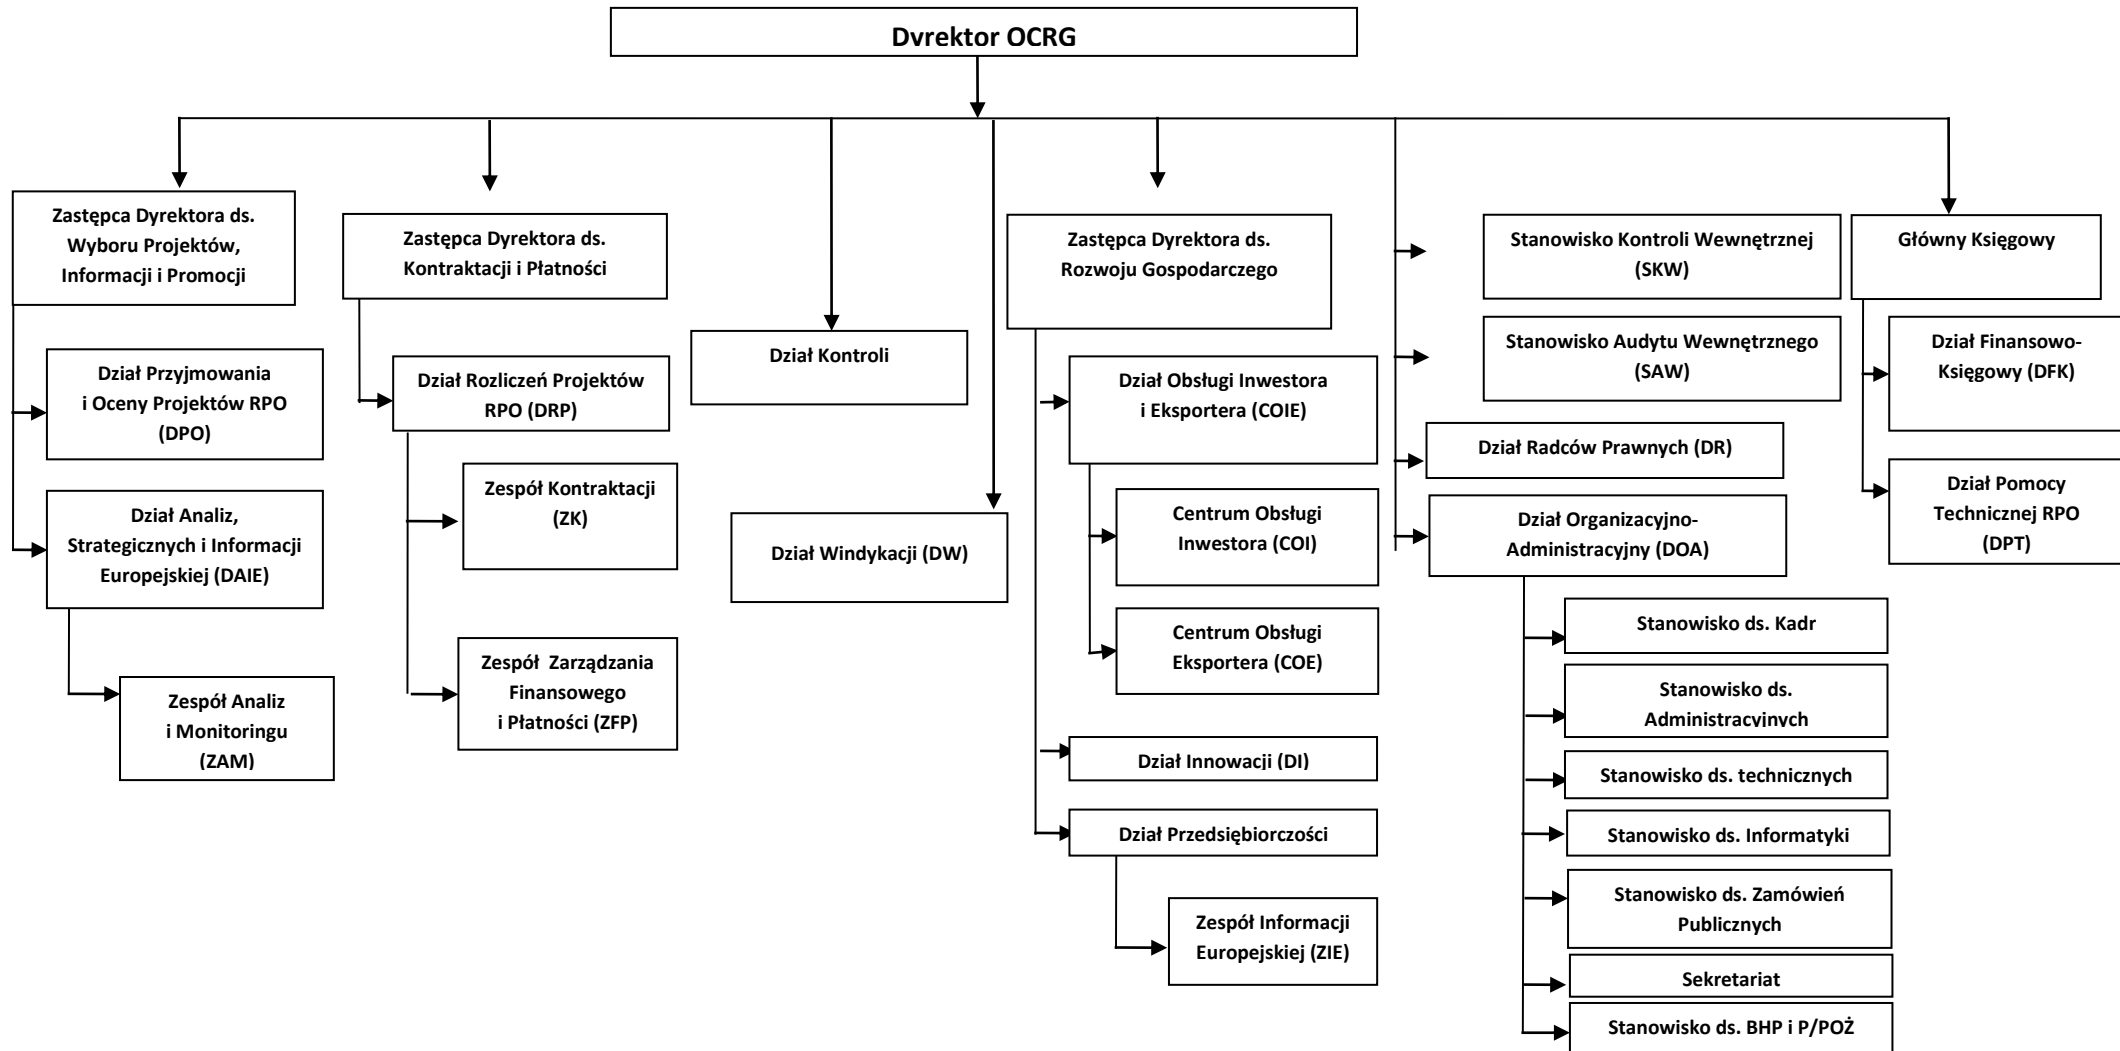 Dyrektor OCRG
Zastępca Dyrektora ds.
Wyboru Projektów,
Informacji i Promocji
Dział Przyjmowania
i Oceny Projektów RPO
(DPO)
Dział Analiz,
Strategicznych i Informacji
Europejskiej (DAIE)
Zespół Analiz
i Monitoringu
(ZAM)
Zastępca Dyrektora ds.
Kontraktacji i Płatności
Dział Rozliczeń Projektów
RPO (DRP)
Zespół Kontraktacji
(ZK)
Zespół Zarządzania
Finansowego
i Płatności (ZFP)
Dział Kontroli
Dział Windykacji (DW)
Zastępca Dyrektora ds.
Rozwoju Gospodarczego
Dział Obsługi Inwestora
i Eksportera (COIE)
Centrum Obsługi
Inwestora (COI)
Centrum Obsługi
Eksportera (COE)
Dział Innowacji (DI)
Dział Przedsiębiorczości
Zespół Informacji
Europejskiej (ZIE)
Stanowisko Kontroli Wewnętrznej
(SKW)
Stanowisko Audytu Wewnętrznego
(SAW)
Dział Radców Prawnych (DR)
Dział Organizacyjno-
Administracyjny (DOA)
Stanowisko ds. Kadr
Stanowisko ds.
Administracyjnych
Stanowisko ds. technicznych
Stanowisko ds. Informatyki
Stanowisko ds. Zamówień
Publicznych
Sekretariat
Stanowisko ds. BHP i P/POŻ
Główny Księgowy
Dział Finansowo-
Księgowy (DFK)
Dział Pomocy
Technicznej RPO
(DPT)